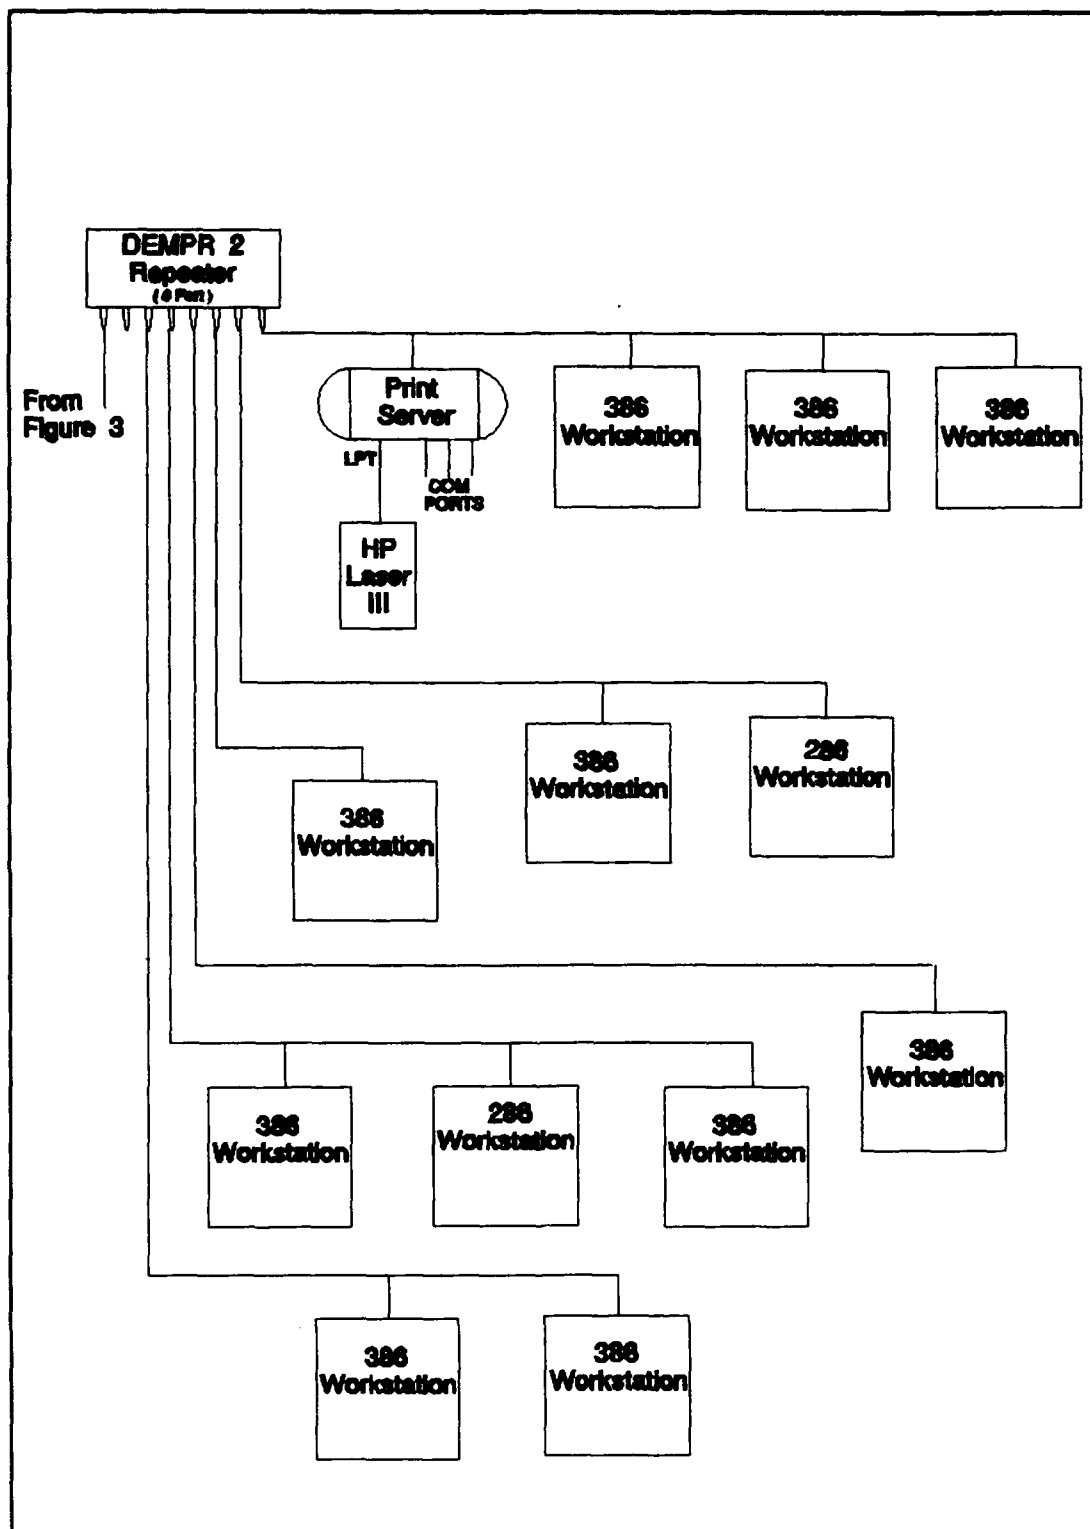 DEMPR 2
Repeater
( 8 Port )
From
Figure 3
Print
Server
386
Workstation
386
Workstation
386
Workstation
LPT
COM
PORTS
HP
Laser
III
386
Workstation
286
Workstation
386
Workstation
386
Workstation
386
Workstation
286
Workstation
386
Workstation
386
Workstation
386
Workstation